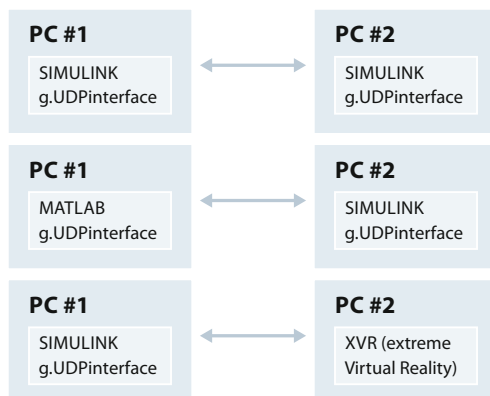 PC #1
SIMULINK
g.UDPinterface
PC #2
SIMULINK
g.UDPinterface
PC #1
MATLAB
g.UDPinterface
PC #2
SIMULINK
g.UDPinterface
PC #1
SIMULINK
g.UDPinterface
PC #2
XVR (extreme
Virtual Reality)